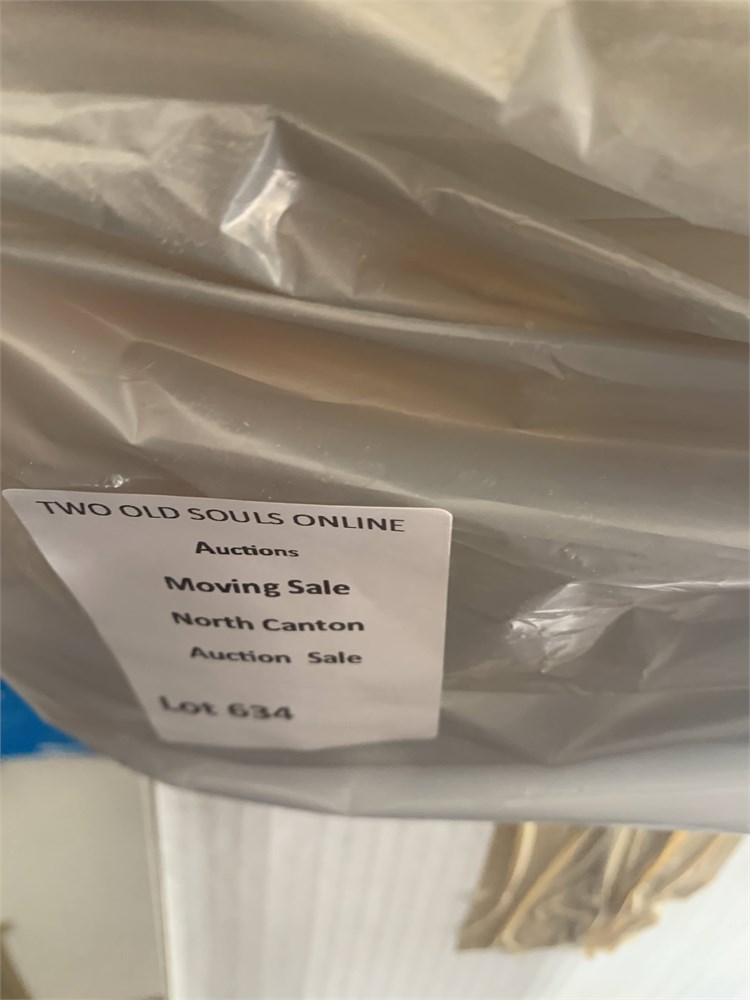 TWO OLD SOULS ONLINE
Auctions
Moving Sale
North Canton
Auction Sale
Lot 634